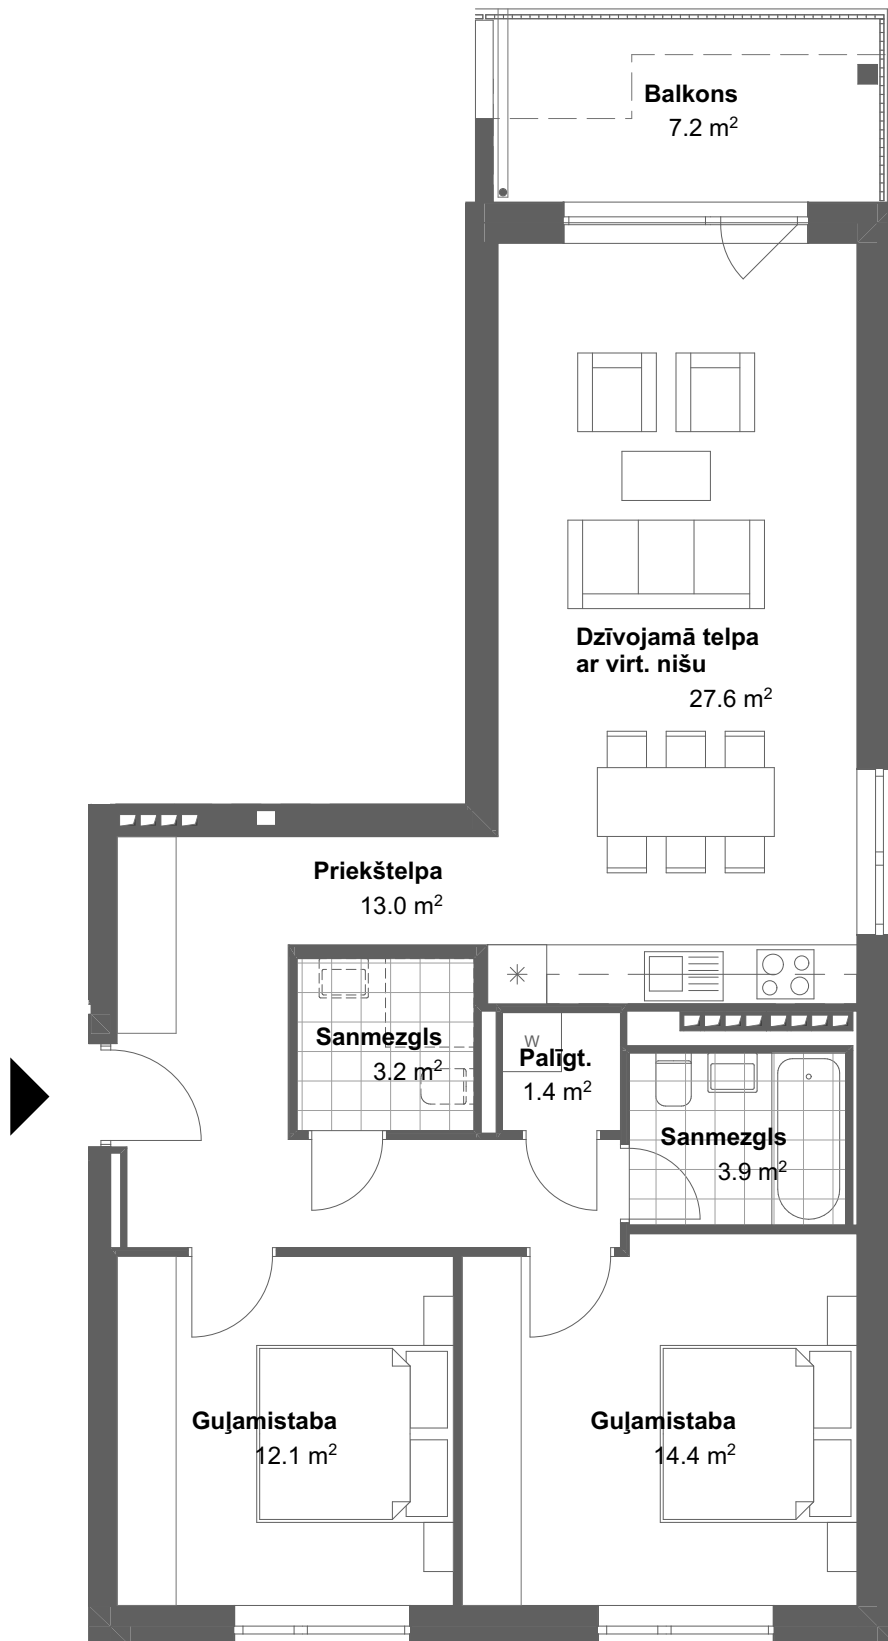 Balkons
7.2 m²
Dzīvojamā telpa
ar virt. nišu
27.6 m²
Priekštelpa
13.0 m²
Sanmezgls
3.2 m²
W
Palīgt.
1.4 m²
Sanmezgls
3.9 m²
Guļamistaba
12.1 m²
Guļamistaba
14.4 m²